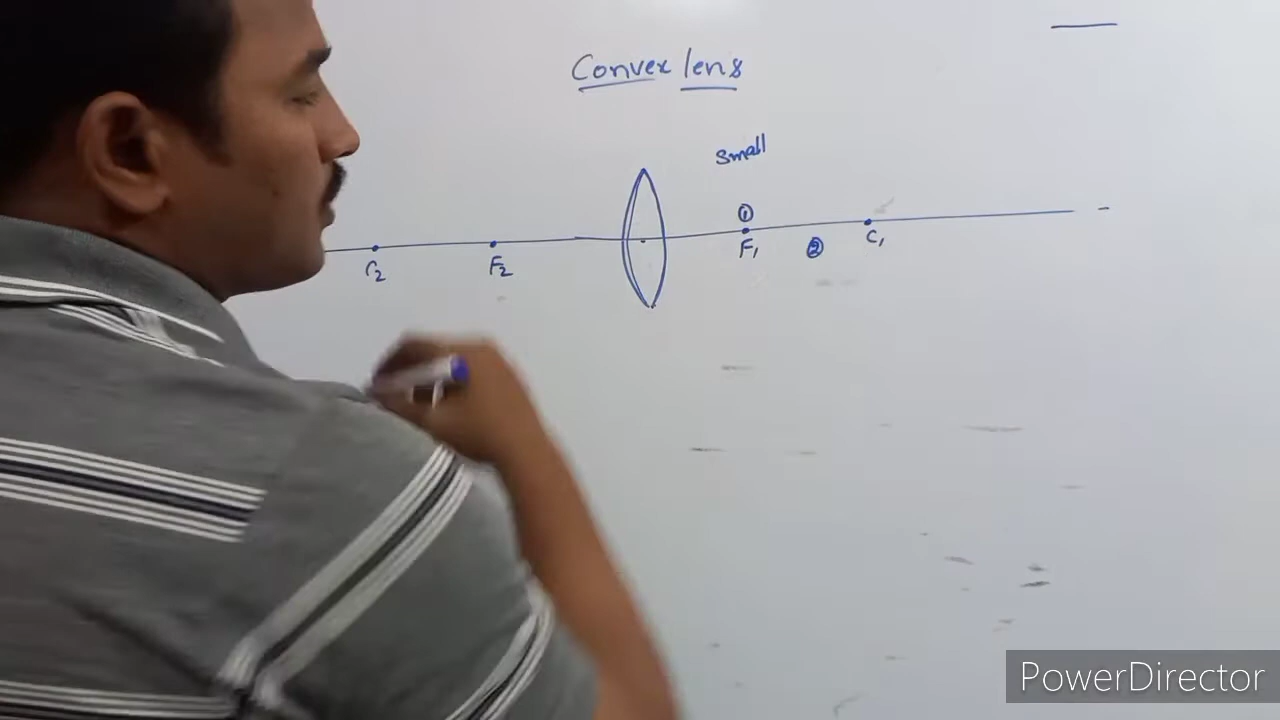 Convex lens
Small
①
C2 F2 F1 ② C1
PowerDirector